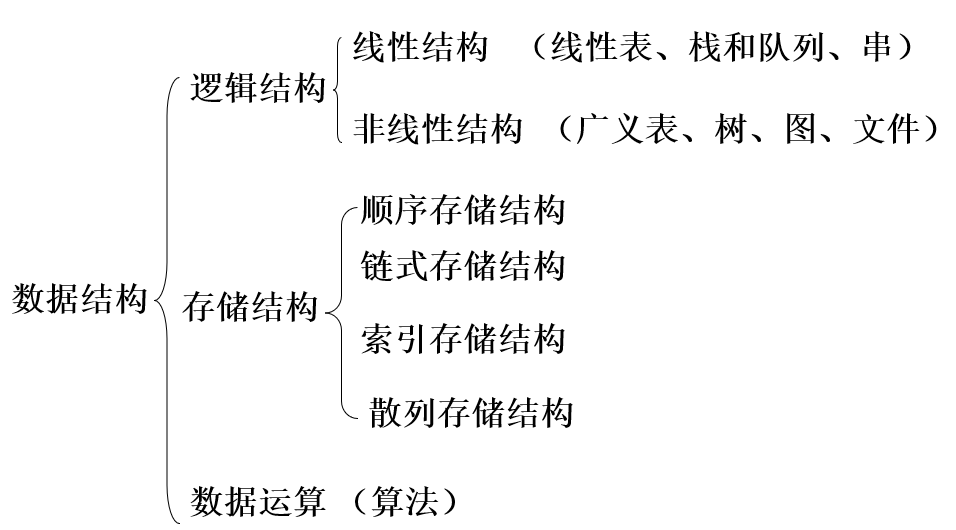 线性结构 （线性表、栈和队列、串）
逻辑结构
非线性结构 （广义表、树、图、文件）
顺序存储结构
链式存储结构
数据结构
存储结构
索引存储结构
散列存储结构
数据运算 （算法）